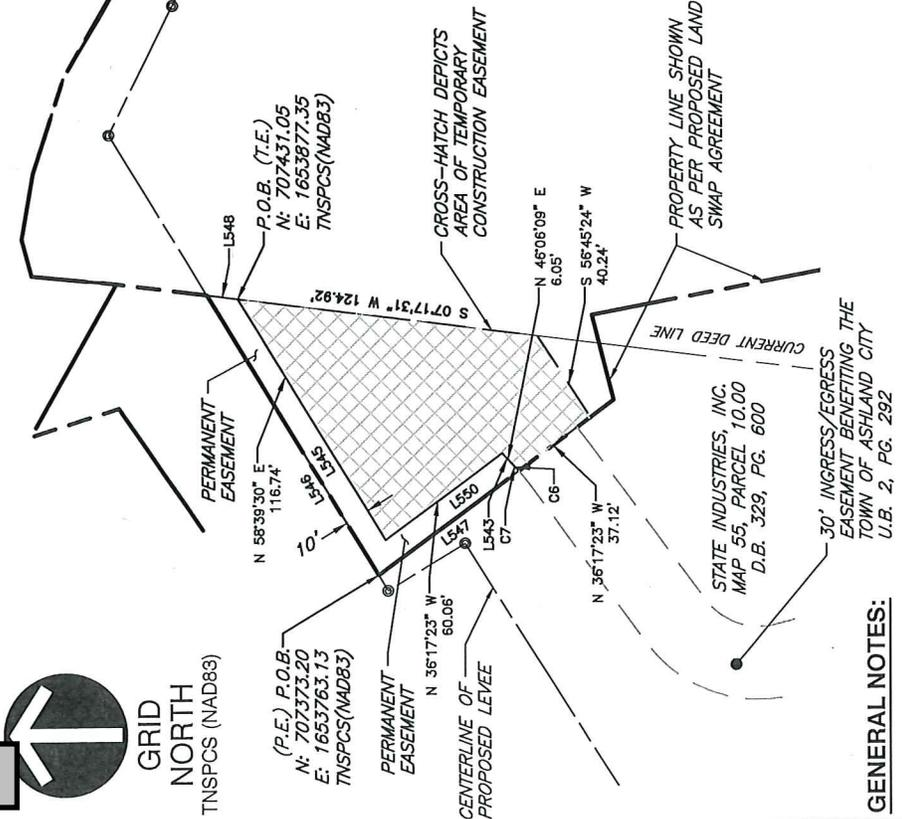 GRID
NORTH
TNSPCS (NAD83)
L548
P.O.B. (T.E.)
N: 707431.05
E: 1653877.35
TNSPCS(NAD83)
CROSS-HATCH DEPICTS
AREA OF TEMPORARY
CONSTRUCTION EASEMENT
PERMANENT
EASEMENT
N 58°39'30" E
116.74'
L546
L545
10'
S 07°17'31" W 124.92'
N 46°06'09" E
6.05'
S 56°45'24" W
40.24'
PROPERTY LINE SHOWN
AS PER PROPOSED LAND
SWAP AGREEMENT
CURRENT DEED LINE
(P.E.) P.O.B.
N: 707373.20
E: 1653763.13
TNSPCS(NAD83)
PERMANENT
EASEMENT
N 36°17'23" W
60.06'
L550
L547
L543
C7
C6
N 36°17'23" W
37.12'
CENTERLINE OF
PROPOSED LEVEE
STATE INDUSTRIES, INC.
MAP 55, PARCEL 10.00
D.B. 329, PG. 600
30' INGRESS/EGRESS
EASEMENT BENEFITING THE
TOWN OF ASHLAND CITY
U.B. 2, PG. 292
GENERAL NOTES: